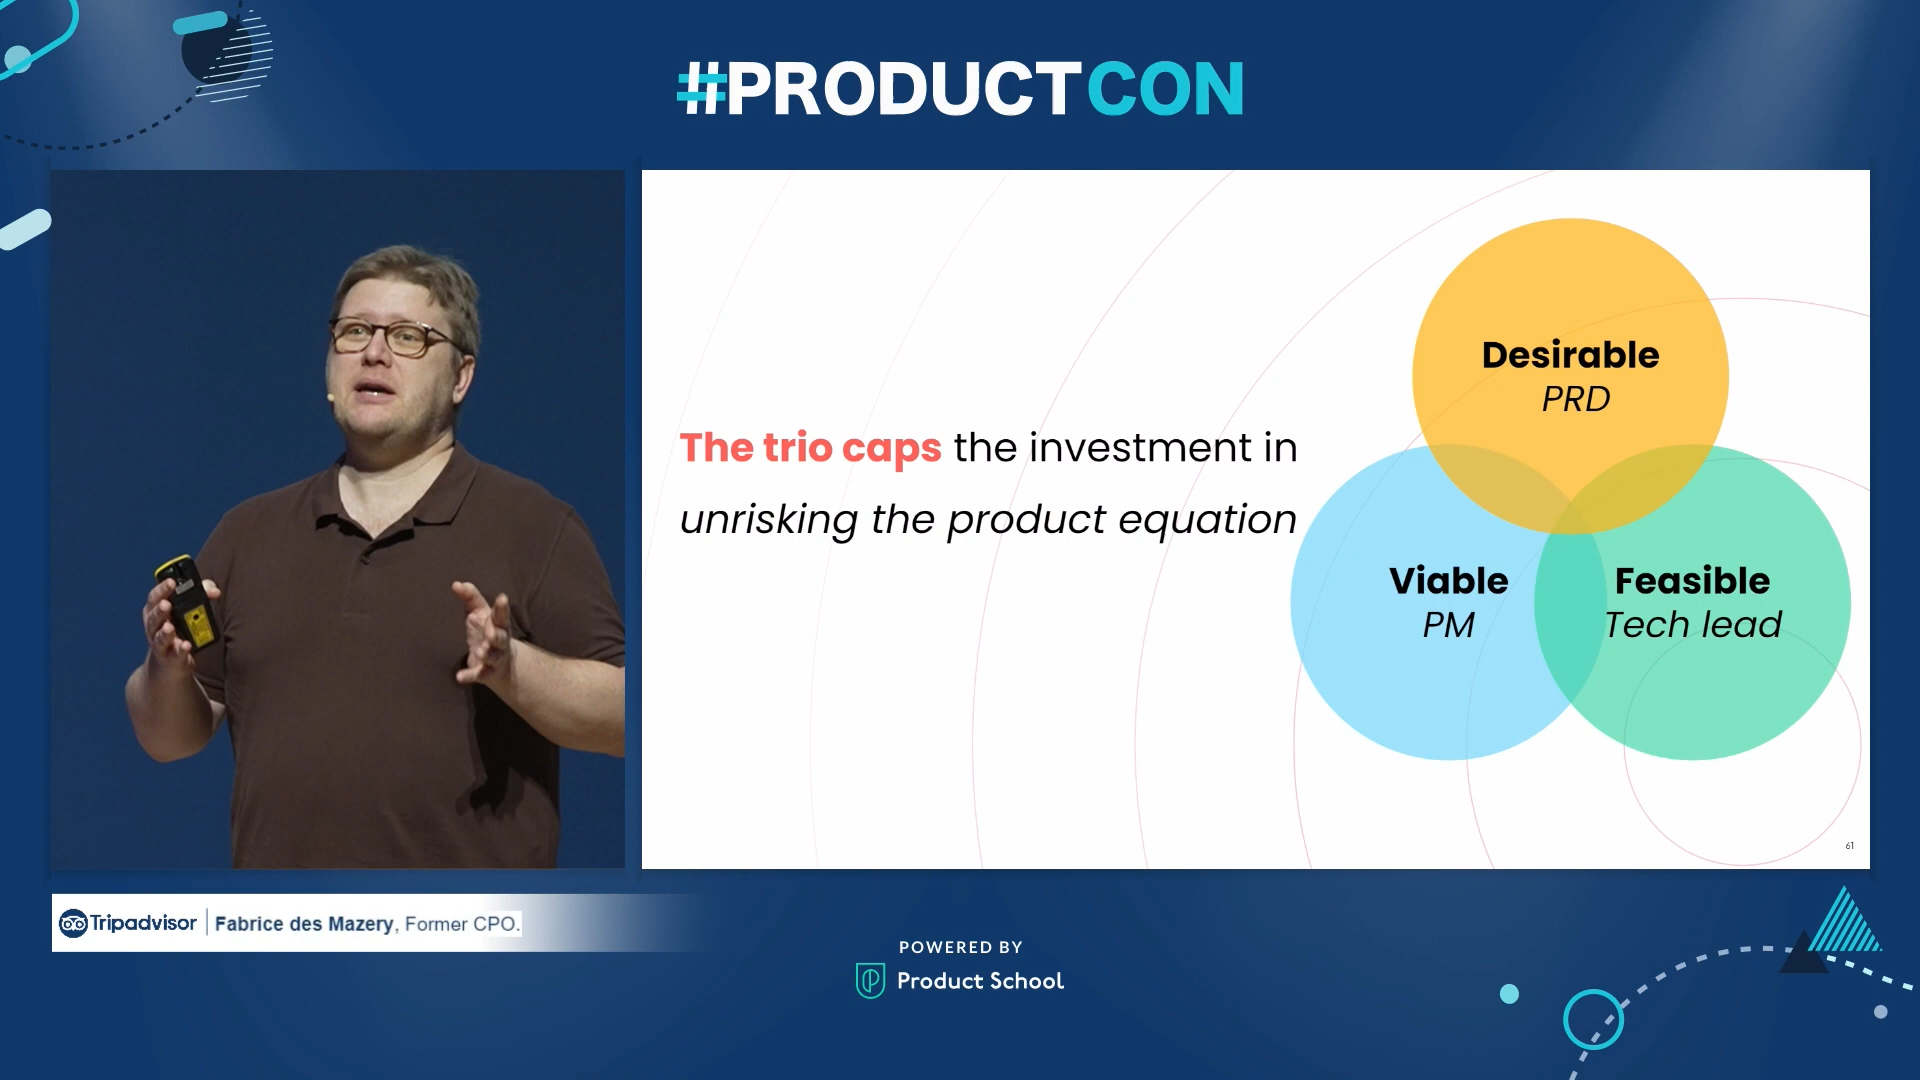 #PRODUCTCON
The trio caps the investment in
unrisking the product equation
Desirable
PRD
Viable
PM
Feasible
Tech lead
61
Tripadvisor | Fabrice des Mazery, Former CPO.
POWERED BY
Product School